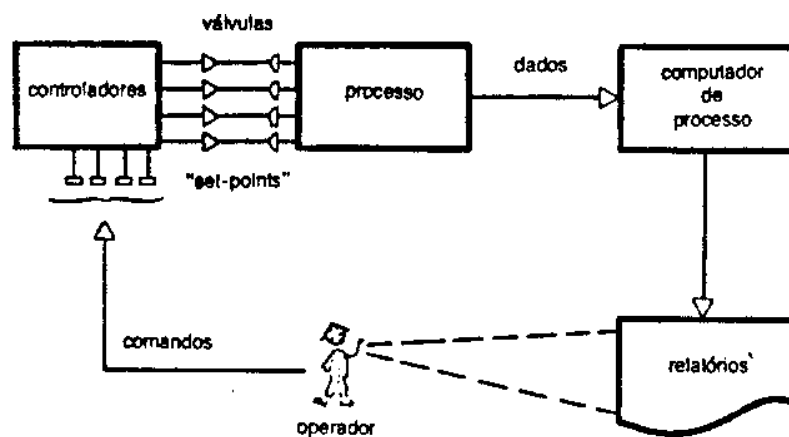 válvulas
controladores
processo
dados
computador
de
processo
"set-points"
comandos
operador
relatórios